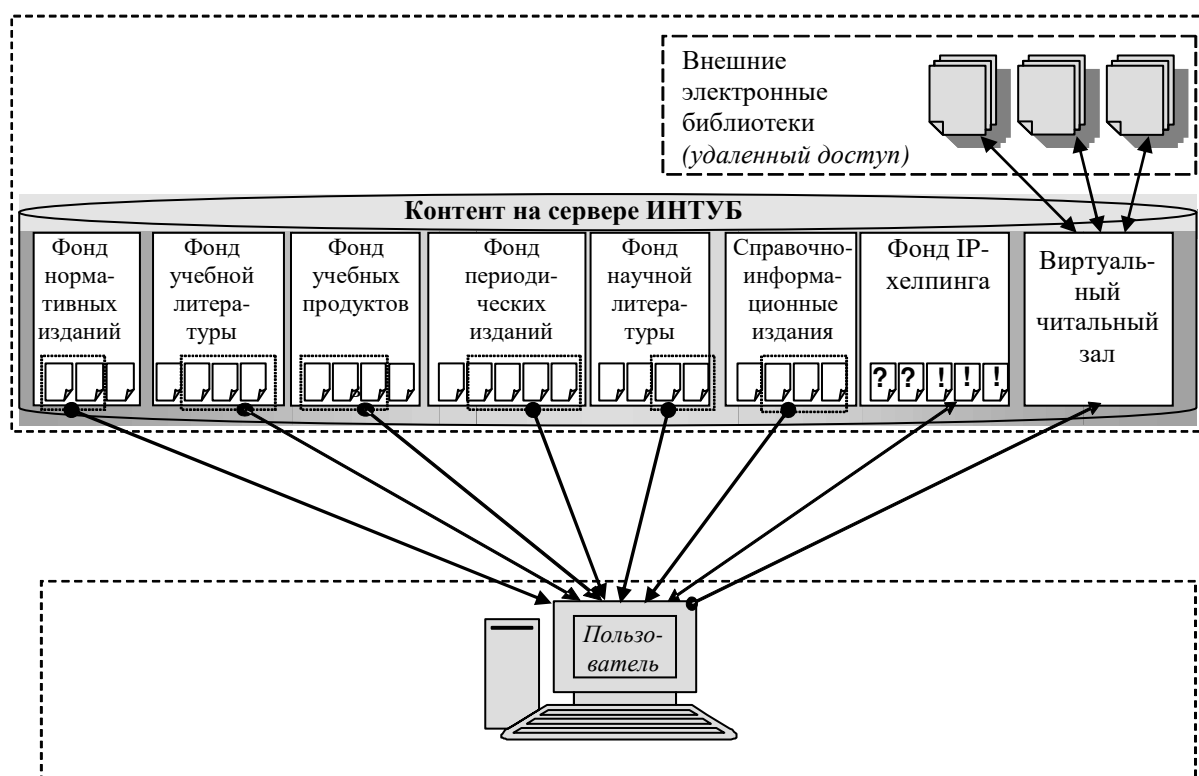 Внешние
электронные
библиотеки
(удаленный доступ)
Контент на сервере ИНТУБ
Фонд
норма-
тивных
изданий
Фонд
учебной
литера-
туры
Фонд
учебных
продуктов
Фонд
периоди-
ческих
изданий
Фонд
научной
литера-
туры
Справочно-
информа-
ционные
издания
Фонд IP-
хелпинга
? ? ! ! !
Виртуаль-
ный
читальный
зал
Пользо-
ватель